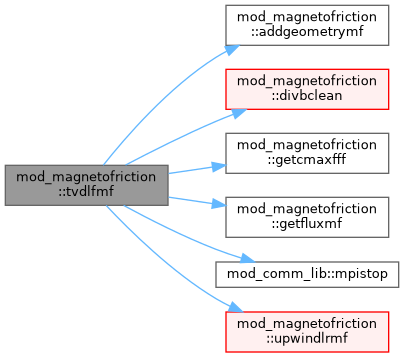 mod_magnetofriction
::addgeometrymf
mod_magnetofriction
::divbclean
mod_magnetofriction
::getcmaxfff
mod_magnetofriction
::tvdlfmf
mod_magnetofriction
::getfluxmf
mod_comm_lib::mpistop
mod_magnetofriction
::upwindlrmf